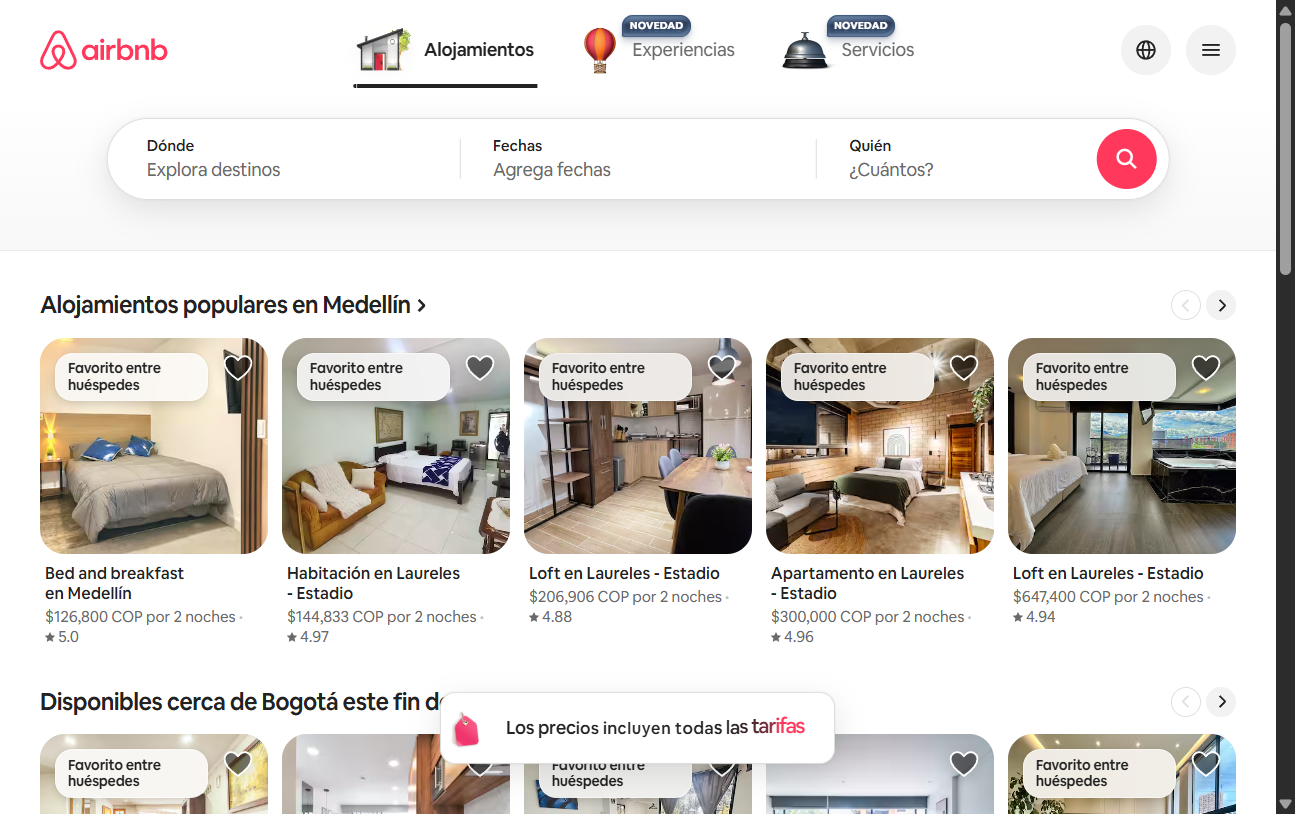 airbnb
Alojamientos
NOVEDAD
Experiencias
NOVEDAD
Servicios
Dónde
Explora destinos
Fechas
Agrega fechas
Quién
¿Cuántos?
Alojamientos populares en Medellín
Favorito entre
huéspedes
Favorito entre
huéspedes
Favorito entre
huéspedes
Favorito entre
huéspedes
Favorito entre
huéspedes
Bed and breakfast
en Medellín
$126,800 COP por 2 noches ·
★ 5.0
Habitación en Laureles
- Estadio
$144,833 COP por 2 noches ·
★ 4.97
Loft en Laureles - Estadio
$206,906 COP por 2 noches ·
★ 4.88
Apartamento en Laureles
- Estadio
$300,000 COP por 2 noches ·
★ 4.96
Loft en Laureles - Estadio
$647,400 COP por 2 noches ·
★ 4.94
Disponibles cerca de Bogotá este fin
Los precios incluyen todas las tarifas
Favorito entre
huéspedes
Favorito entre
huéspedes
Favorito entre
huéspedes